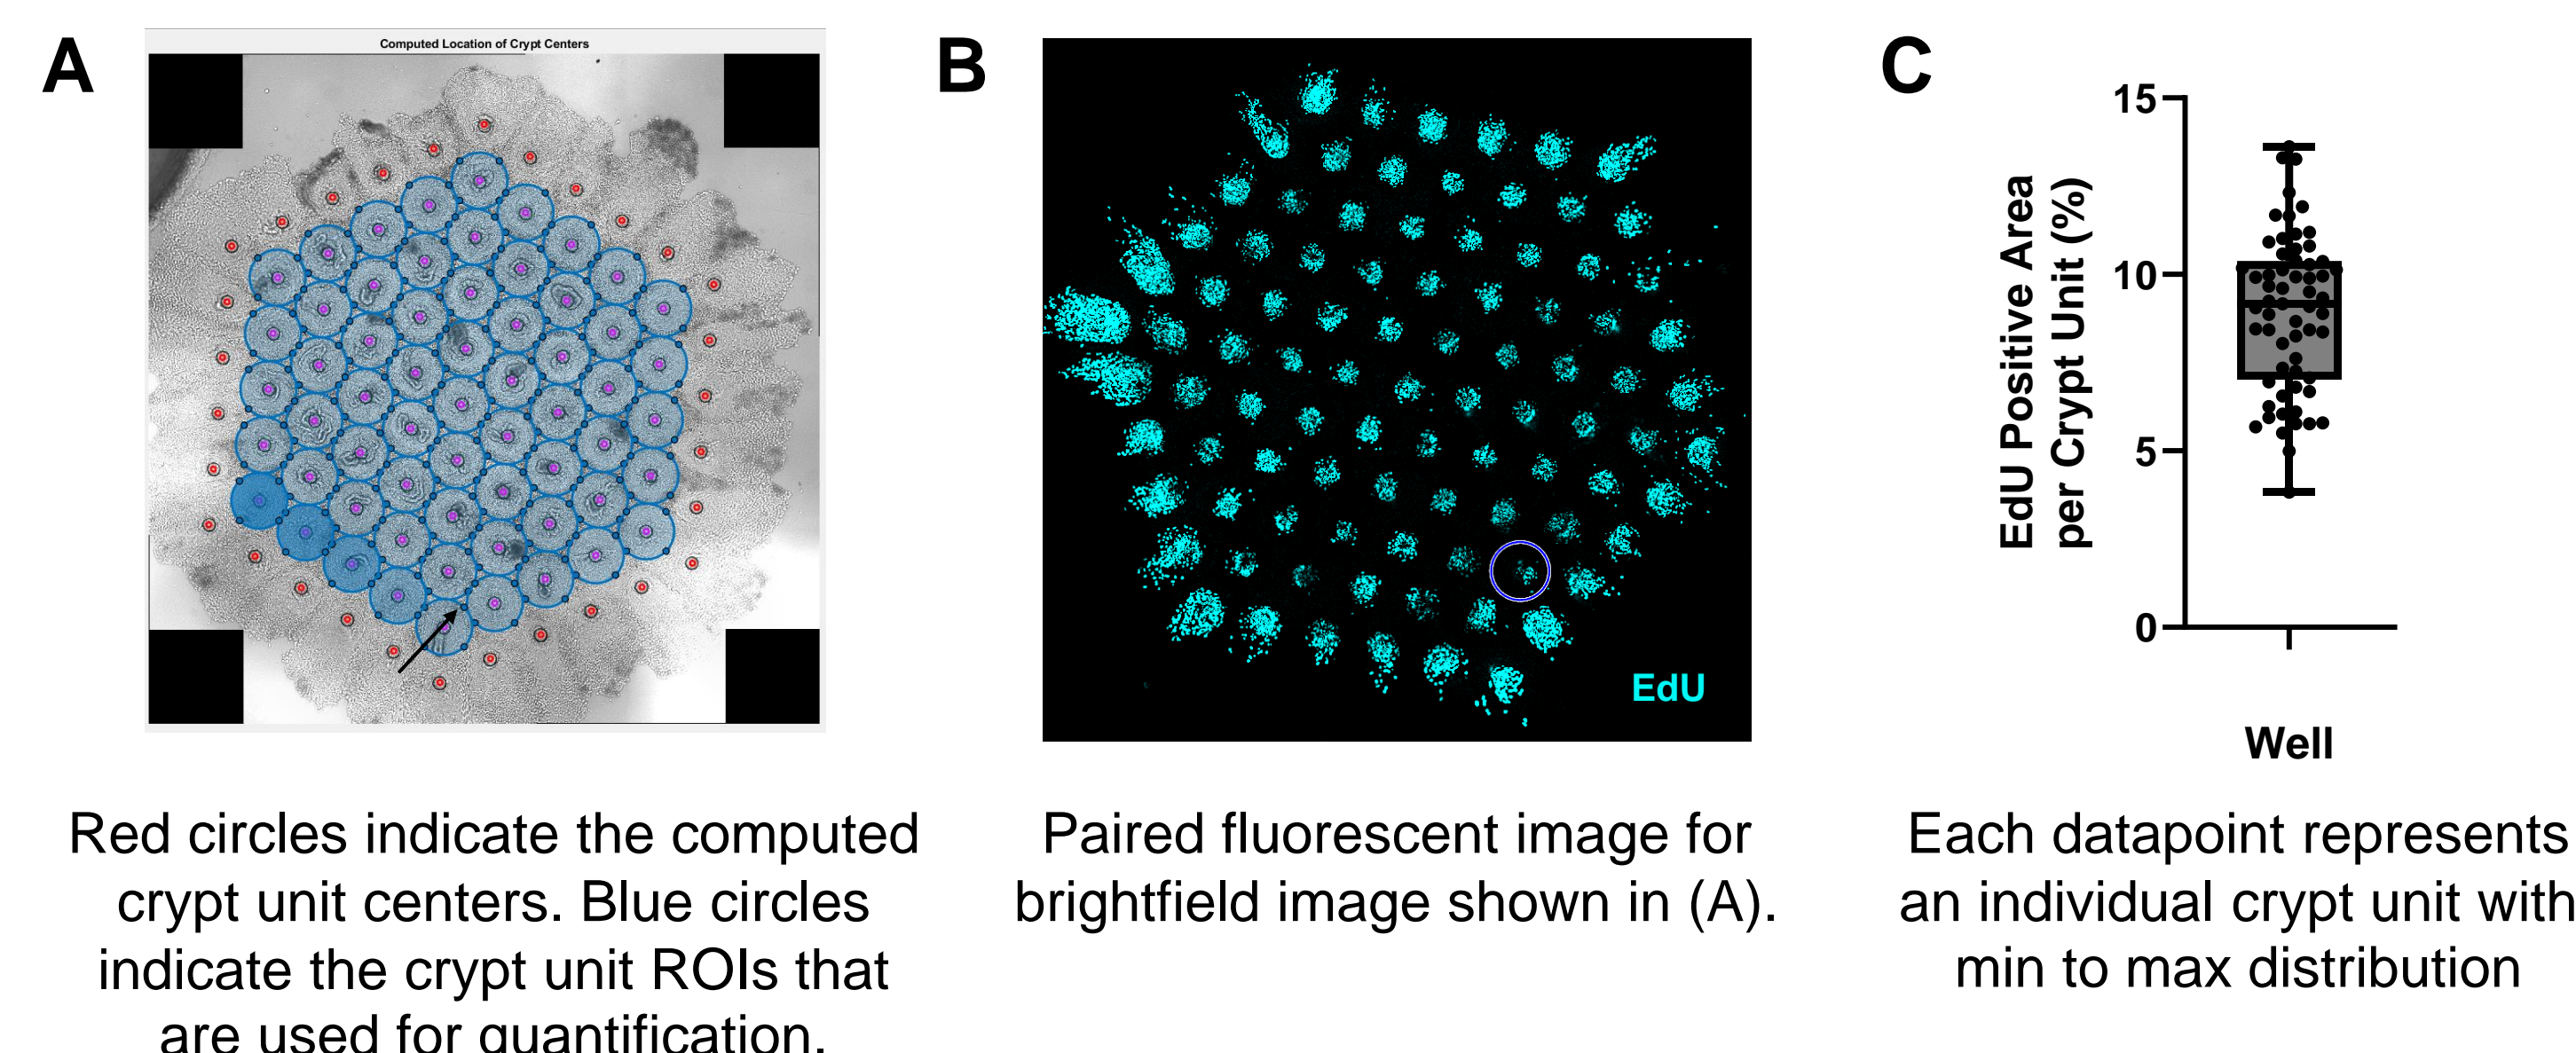 A
Computed Location of Crypt Centers
Red circles indicate the computed
crypt unit centers. Blue circles
indicate the crypt unit ROIs that
are used for quantification.
B
EdU
Paired fluorescent image for
brightfield image shown in (A).
C
EdU Positive Area
per Crypt Unit (%)
15
10
5
0
Well
Each datapoint represents
an individual crypt unit with
min to max distribution